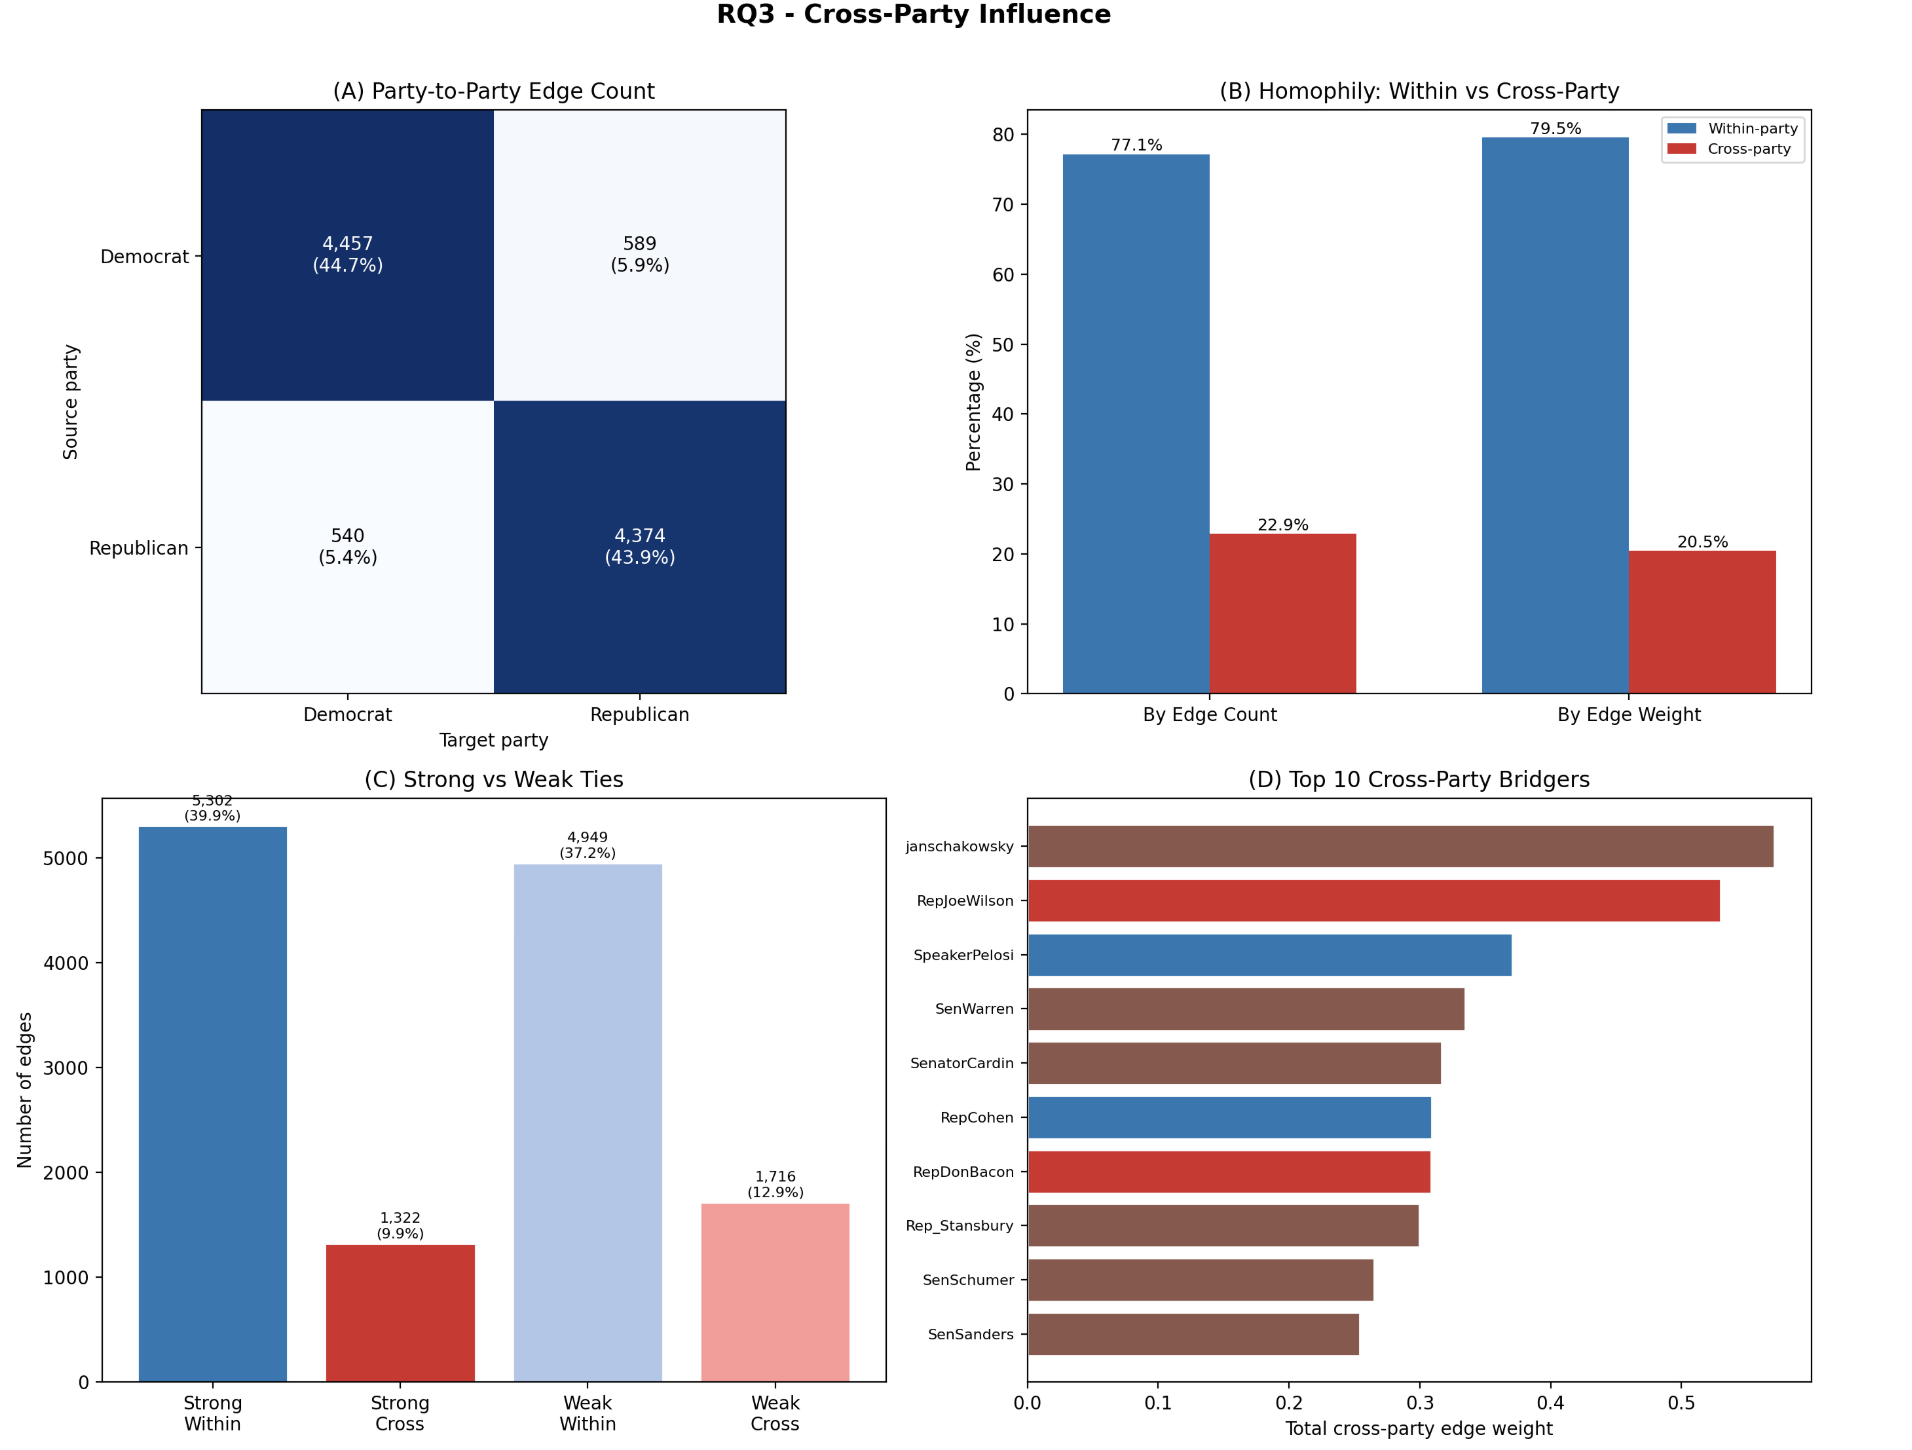 RQ3 - Cross-Party Influence
(A) Party-to-Party Edge Count
Source party
Democrat
4,457
(44.7%)
589
(5.9%)
Republican
540
(5.4%)
4,374
(43.9%)
Democrat
Republican
Target party
(B) Homophily: Within vs Cross-Party
Percentage (%)
80
70
60
50
40
30
20
10
0
77.1%
22.9%
79.5%
20.5%
Within-party
Cross-party
By Edge Count
By Edge Weight
(C) Strong vs Weak Ties
Number of edges
5000
4000
3000
2000
1000
0
5,302
(39.9%)
1,322
(9.9%)
4,949
(37.2%)
1,716
(12.9%)
Strong
Within
Strong
Cross
Weak
Within
Weak
Cross
(D) Top 10 Cross-Party Bridgers
janschakowsky
RepJoeWilson
SpeakerPelosi
SenWarren
SenatorCardin
RepCohen
RepDonBacon
Rep_Stansbury
SenSchumer
SenSanders
0.0
0.1
0.2
0.3
0.4
0.5
Total cross-party edge weight